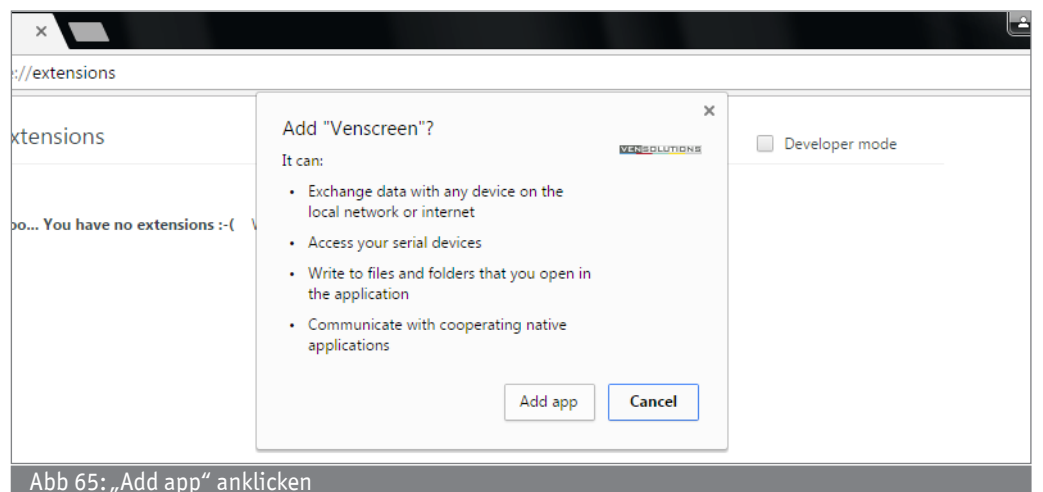 ://extensions
xtensions
Add "Venscreen"?
VENSOLUTIONS
Developer mode
It can:
• Exchange data with any device on the
local network or internet
oo... You have no extensions :-(
• Access your serial devices
• Write to files and folders that you open in
the application
• Communicate with cooperating native
applications
Add app
Cancel
Abb 65: „Add app“ anklicken